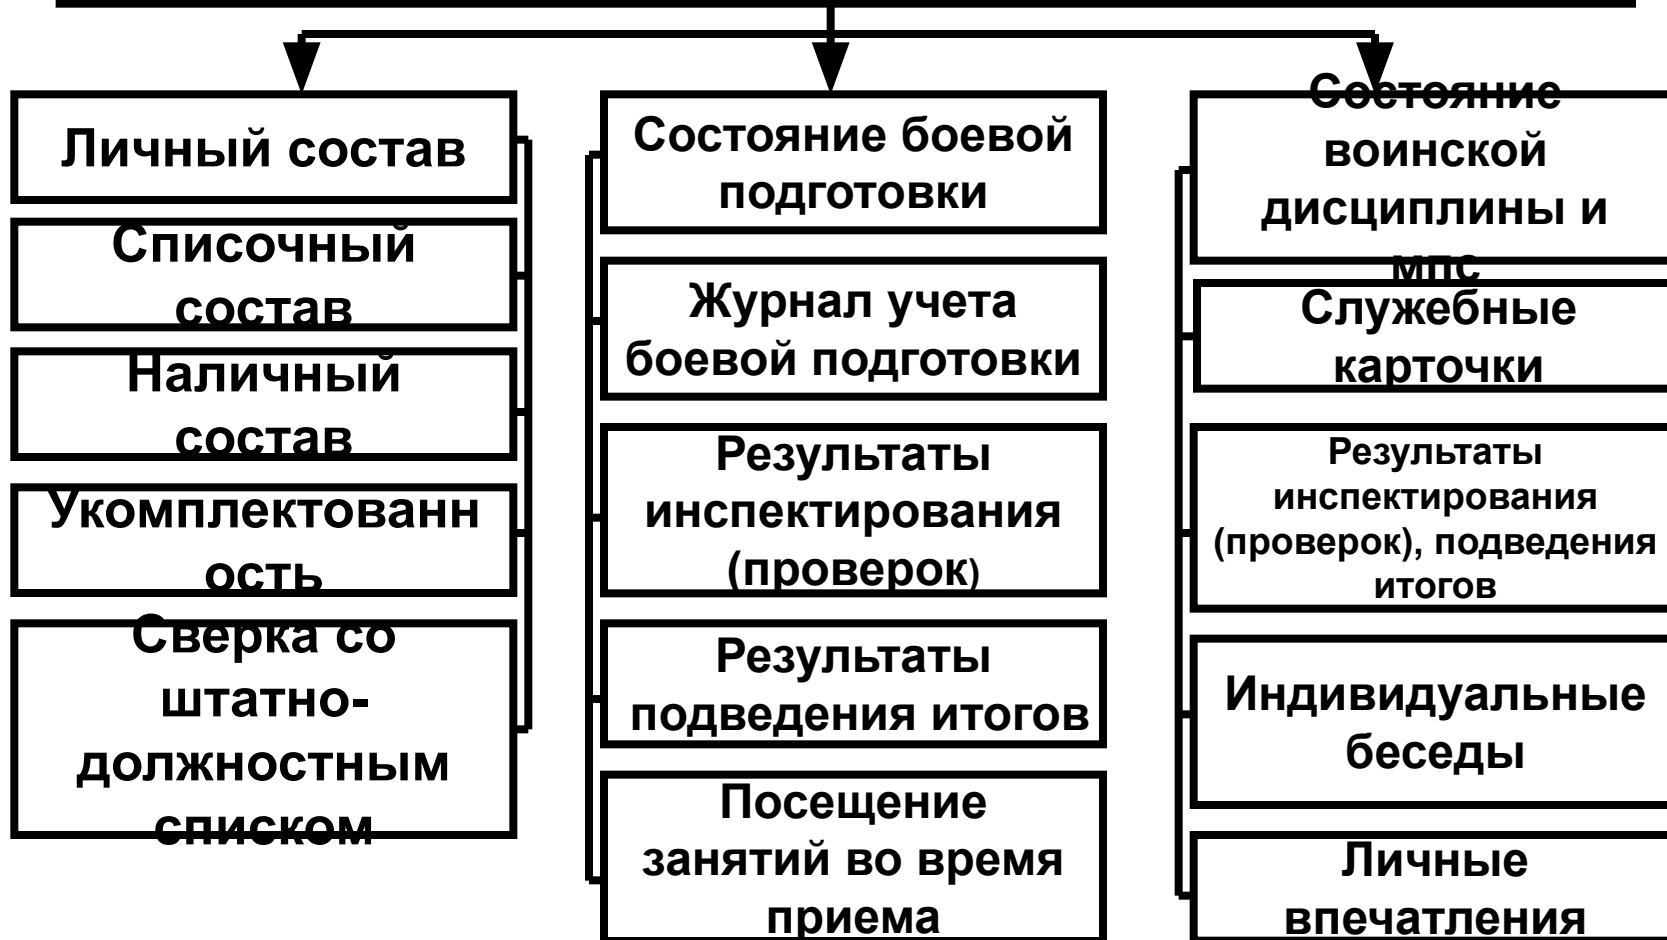 Личный состав
Списочный
состав
Наличный
состав
Укомплектованн
ость
Сверка со
штатно-
должностным
списком
Состояние боевой
подготовки
Журнал учета
боевой подготовки
Результаты
инспектирования
(проверок)
Результаты
подведения итогов
Посещение
занятий во время
приема
Состояние
воинской
дисциплины и
мпс
Служебные
карточки
Результаты
инспектирования
(проверок), подведения
итогов
Индивидуальные
беседы
Личные
впечатления